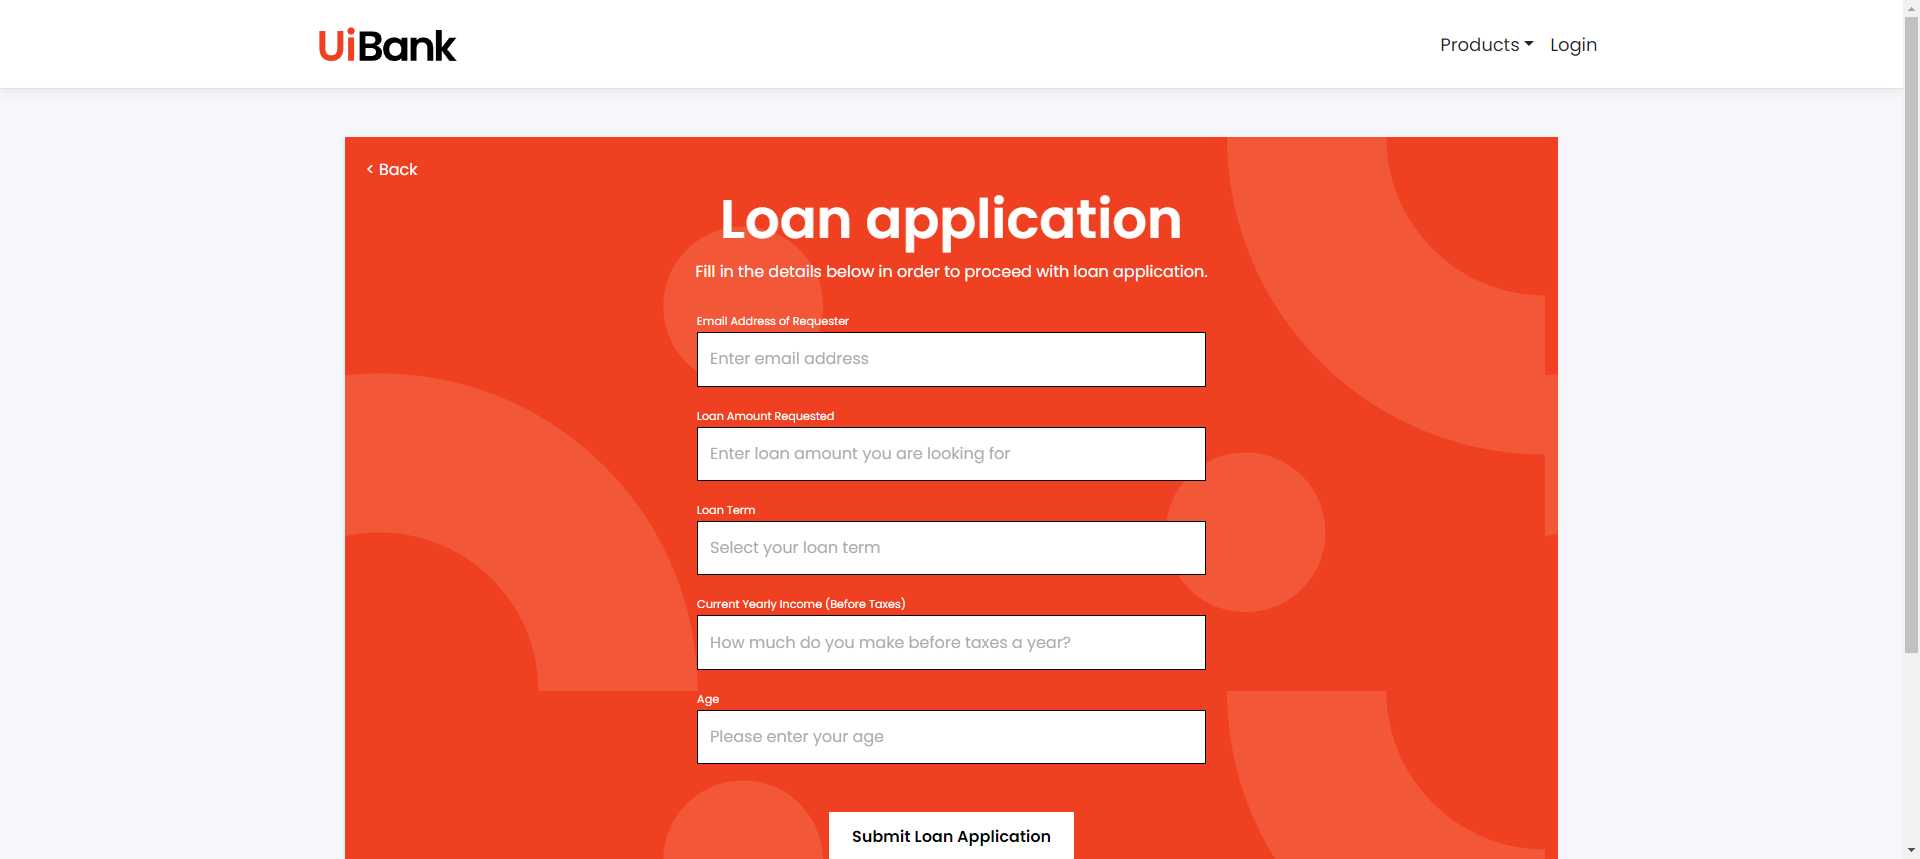 UiBank
Products Login
< Back
Loan application
Fill in the details below in order to proceed with loan application.
Email Address of Requester
Enter email address
Loan Amount Requested
Enter loan amount you are looking for
Loan Term
Select your loan term
Current Yearly Income (Before Taxes)
How much do you make before taxes a year?
Age
Please enter your age
Submit Loan Application